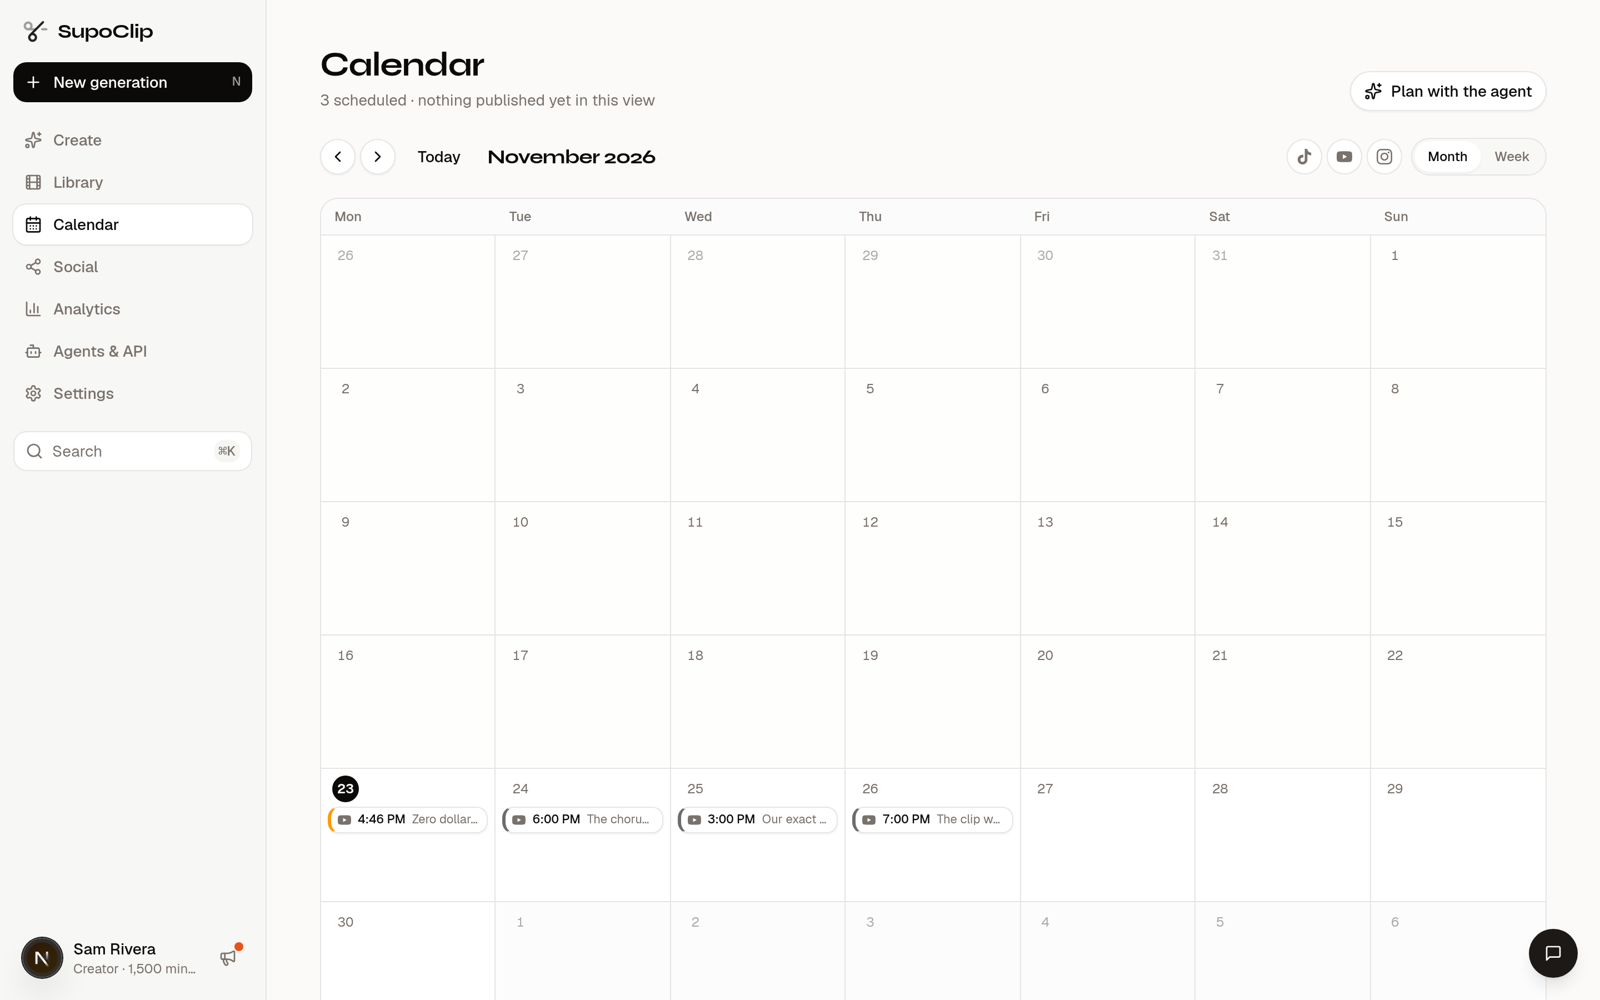 SupoClip
New generation N
Create
Library
Calendar
Social
Analytics
Agents & API
Settings
Search ⌘K
Sam Rivera
Creator · 1,500 min...
N
Calendar
3 scheduled · nothing published yet in this view
Plan with the agent
Today
November 2026
Month Week
Mon Tue Wed Thu Fri Sat Sun
26 27 28 29 30 31 1
2 3 4 5 6 7 8
9 10 11 12 13 14 15
16 17 18 19 20 21 22
23 24 25 26 27 28 29
4:46 PM Zero dollar...
6:00 PM The choru...
3:00 PM Our exact ...
7:00 PM The clip w...
30 1 2 3 4 5 6